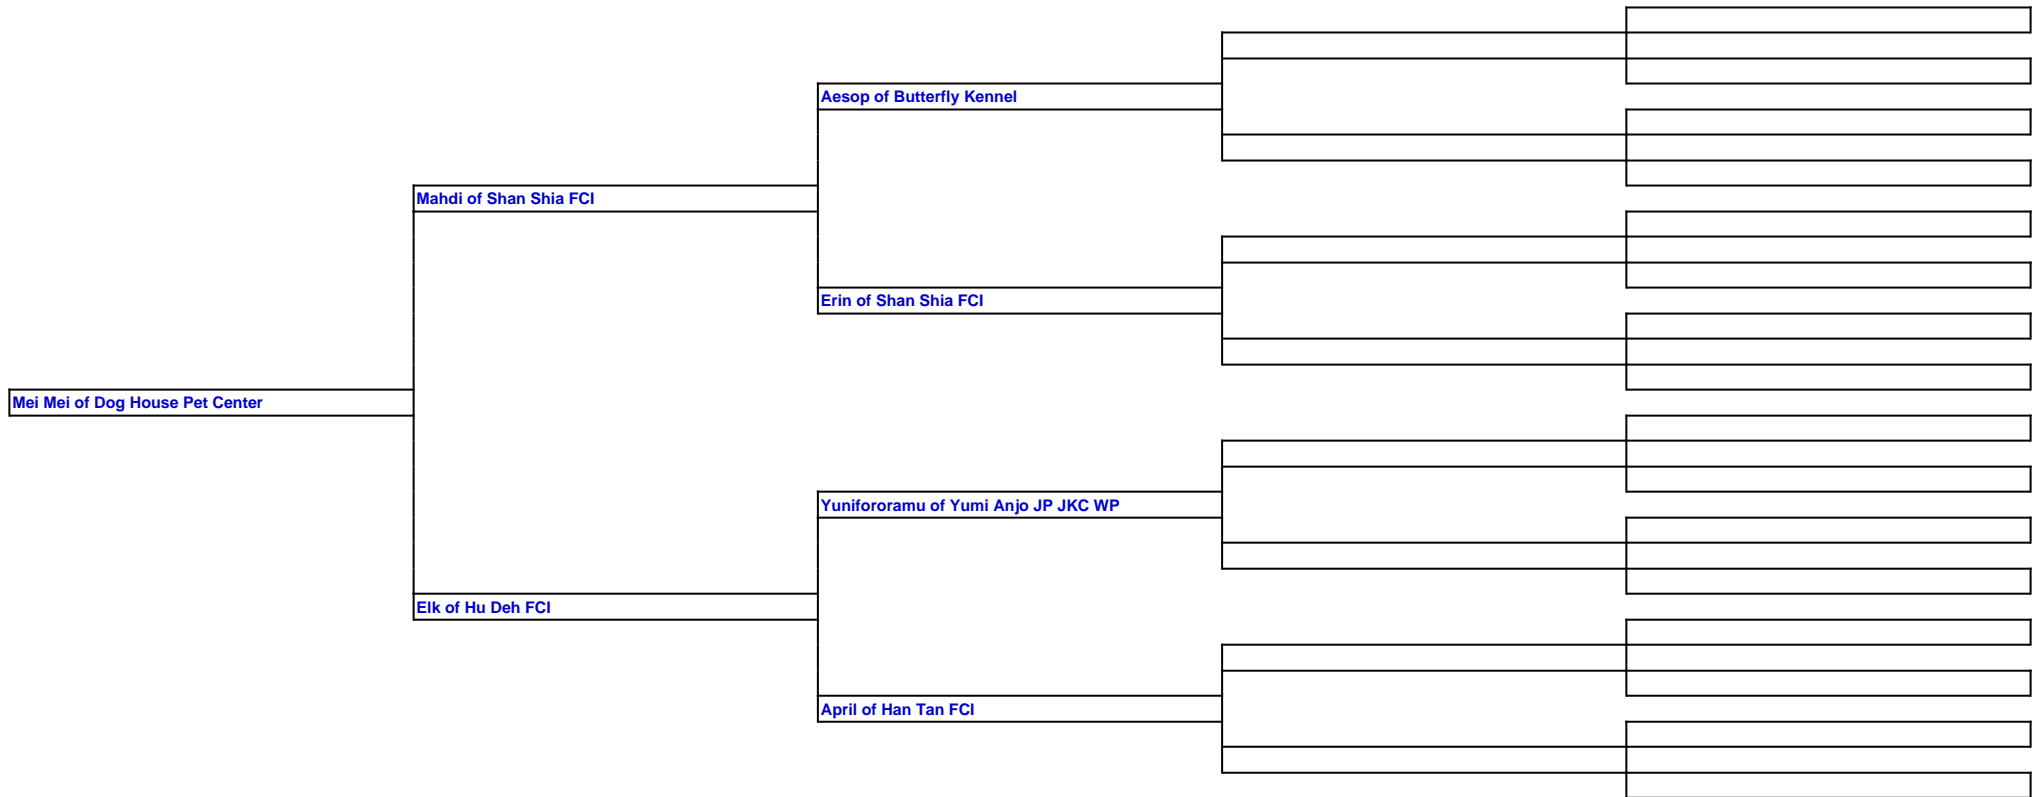 Aesop of Butterfly Kennel
Mahdi of Shan Shia FCI
Erin of Shan Shia FCI
Mei Mei of Dog House Pet Center
Yunifororamu of Yumi Anjo JP JKC WP
Elk of Hu Deh FCI
April of Han Tan FCI